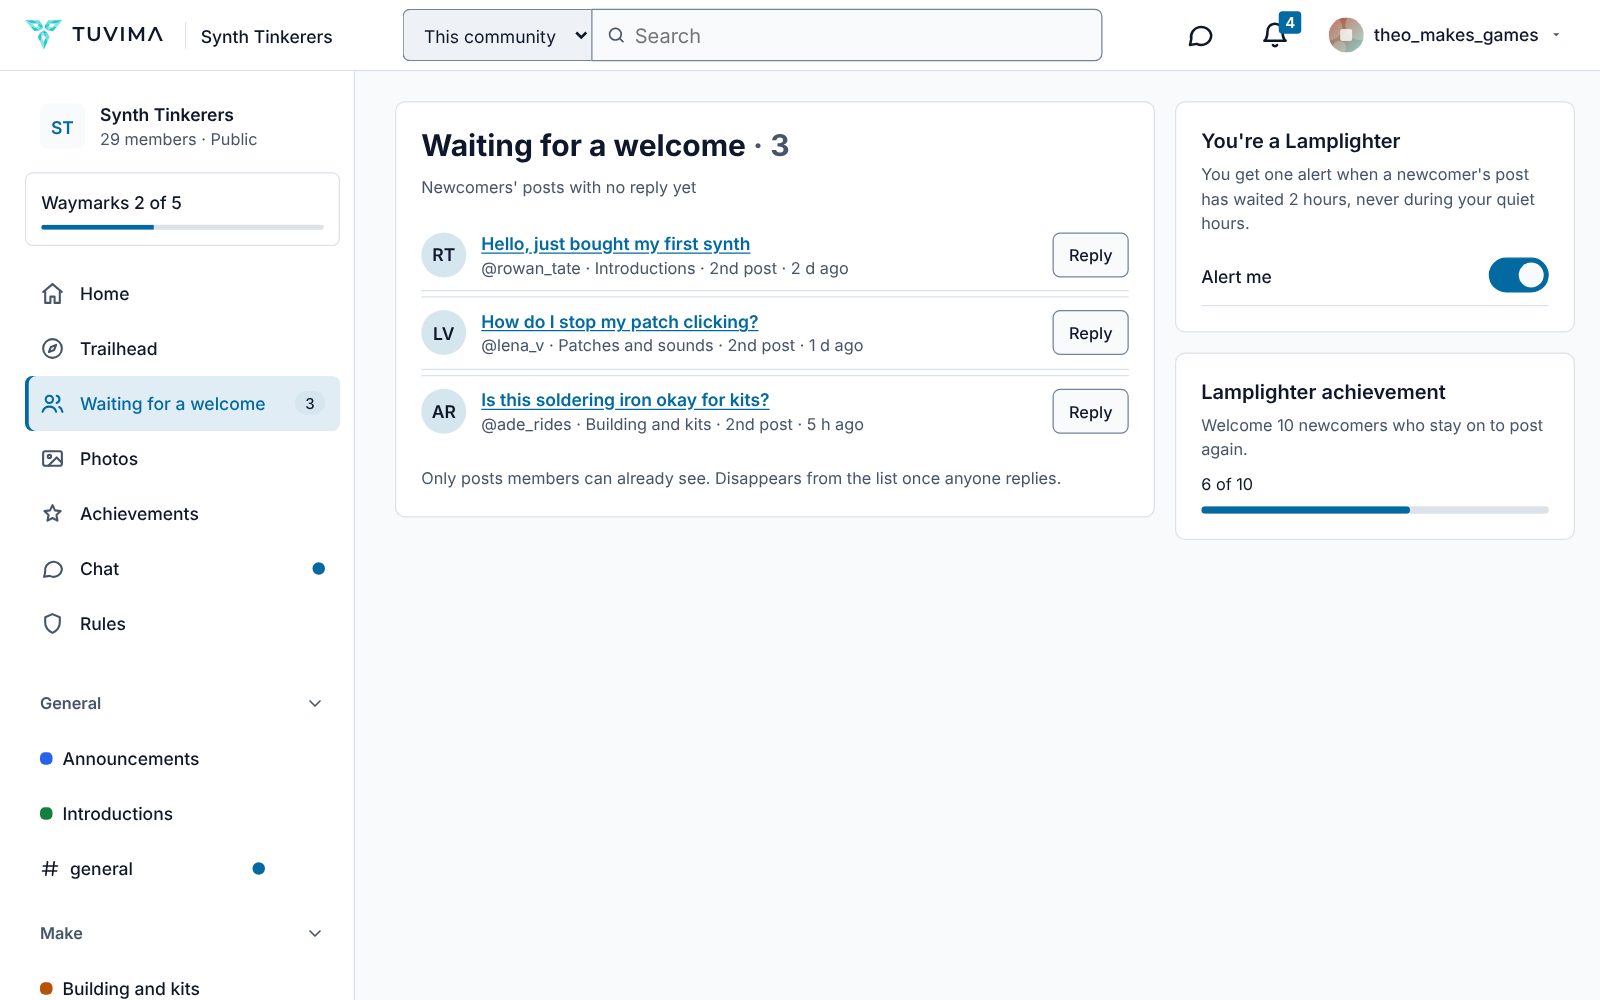 TUVIMA
Synth Tinkerers
This community
Search
4
theo_makes_games
ST
Synth Tinkerers
29 members · Public
Waymarks 2 of 5
Home
Trailhead
Waiting for a welcome
3
Photos
Achievements
Chat
Rules
General
Announcements
Introductions
# general
Make
Building and kits
Waiting for a welcome · 3
Newcomers' posts with no reply yet
RT
Hello, just bought my first synth
@rowan_tate · Introductions · 2nd post · 2 d ago
Reply
LV
How do I stop my patch clicking?
@lena_v · Patches and sounds · 2nd post · 1 d ago
Reply
AR
Is this soldering iron okay for kits?
@ade_rides · Building and kits · 2nd post · 5 h ago
Reply
Only posts members can already see. Disappears from the list once anyone replies.
You're a Lamplighter
You get one alert when a newcomer's post
has waited 2 hours, never during your quiet
hours.
Alert me
Lamplighter achievement
Welcome 10 newcomers who stay on to post
again.
6 of 10